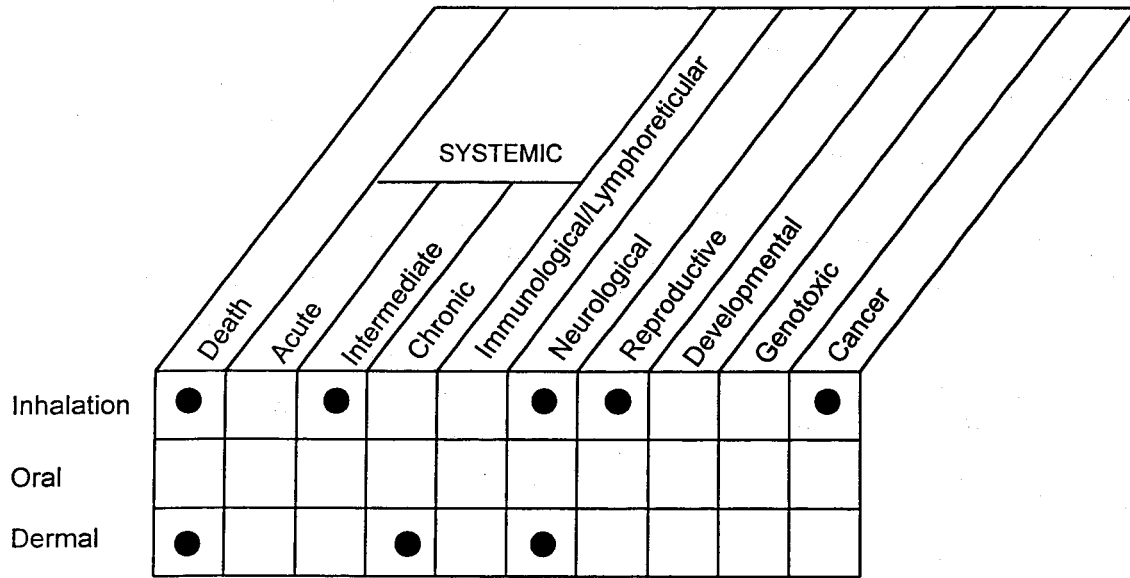 SYSTEMIC
Death
Acute
Intermediate
Chronic
Immunological/Lymphoreticular
Neurological
Reproductive
Developmental
Genotoxic
Cancer
Inhalation
Oral
Dermal